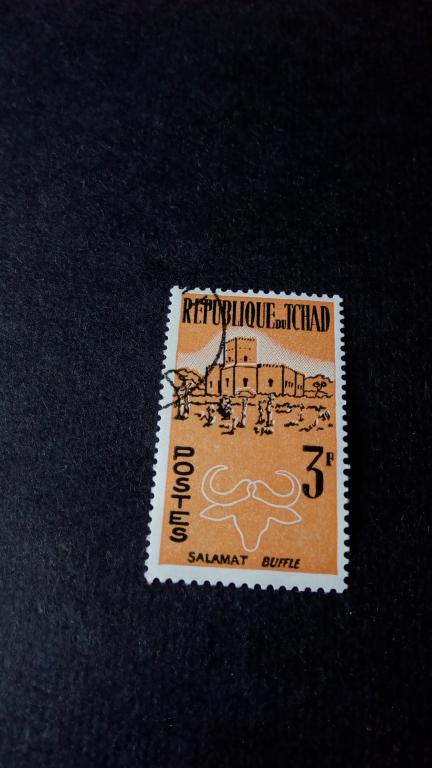 RÉPUBLIQUE DU TCHAD
POSTES
3F
SALAMAT BUFFLE